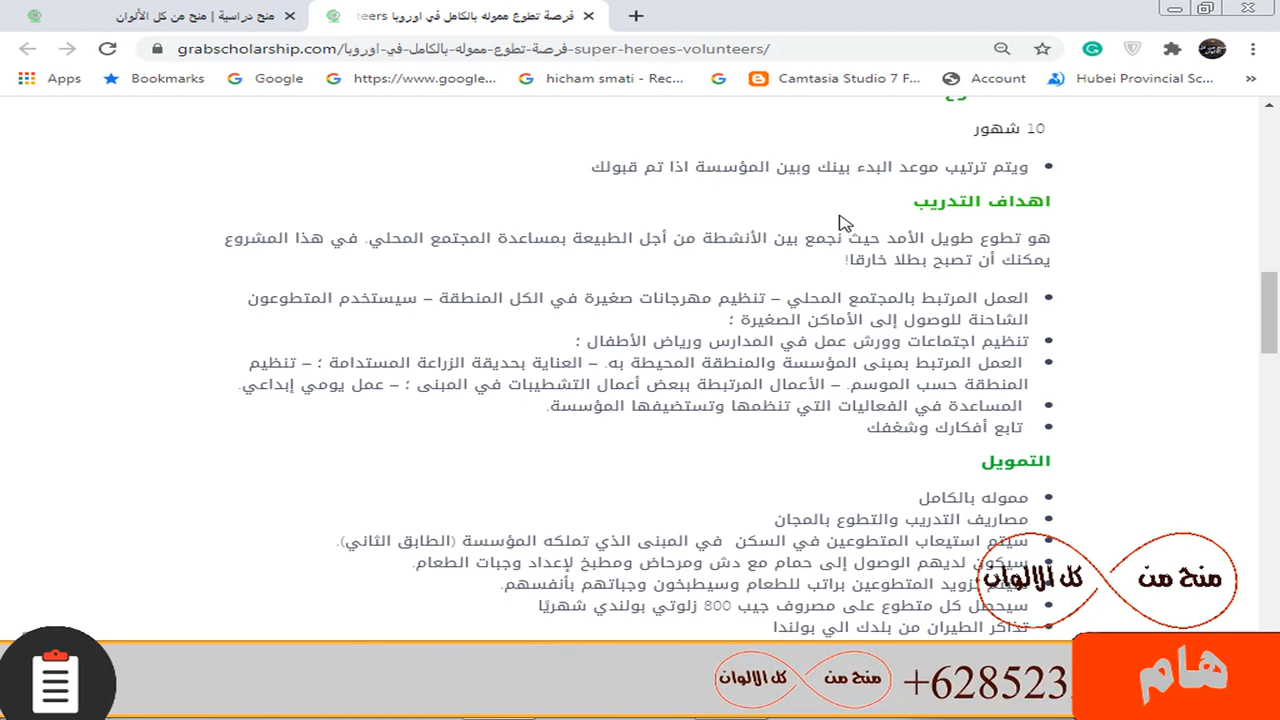 منح دراسية | منح من كل الألوان
فرصة تطوع مموله بالكامل في اوروبا teers
grabscholarship.com/فرصة-تطوع-مموله-بالكامل-في-اوروبا-super-heroes-volunteers/
Apps Bookmarks Google https://www.google... hicham smati - Rec... Camtasia Studio 7 F... Account Hubei Provincial Sc... »
10 شهور
ويتم ترتيب موعد البدء بينك وبين المؤسسة اذا تم قبولك
اهداف التدريب
هو تطوع طويل الأمد حيث نجمع بين الأنشطة من أجل الطبيعة بمساعدة المجتمع المحلي. في هذا المشروع
يمكنك أن تصبح بطلا خارقا!
العمل المرتبط بالمجتمع المحلي – تنظيم مهرجانات صغيرة في الكل المنطقة – سيستخدم المتطوعون
الشاحنة للوصول إلى الأماكن الصغيرة ؛
تنظيم اجتماعات وورش عمل في المدارس ورياض الأطفال ؛
العمل المرتبط بمبنى المؤسسة والمنطقة المحيطة به. – العناية بحديقة الزراعة المستدامة ؛ – تنظيم
المنطقة حسب الموسم. – الأعمال المرتبطة ببعض أعمال التشطيبات في المبنى ؛ – عمل يومي إبداعي.
المساعدة في الفعاليات التي تنظمها وتستضيفها المؤسسة.
تابع أفكارك وشغفك
التمويل
مموله بالكامل
مصاريف التدريب والتطوع بالمجان
سيتم استيعاب المتطوعين في السكن في المبنى الذي تملكه المؤسسة (الطابق الثاني).
سيكون لديهم الوصول إلى حمام مع دش ومرحاض ومطبخ لإعداد وجبات الطعام.
تزويد المتطوعين براتب للطعام وسيطبخون وجباتهم بأنفسهم.
سيحصل كل متطوع على مصروف جيب 800 زلوتي بولندي شهريًا
تذاكر الطيران من بلدك الي بولندا
منح من كل الالوان
منح من كل الالوان
+628523
هام